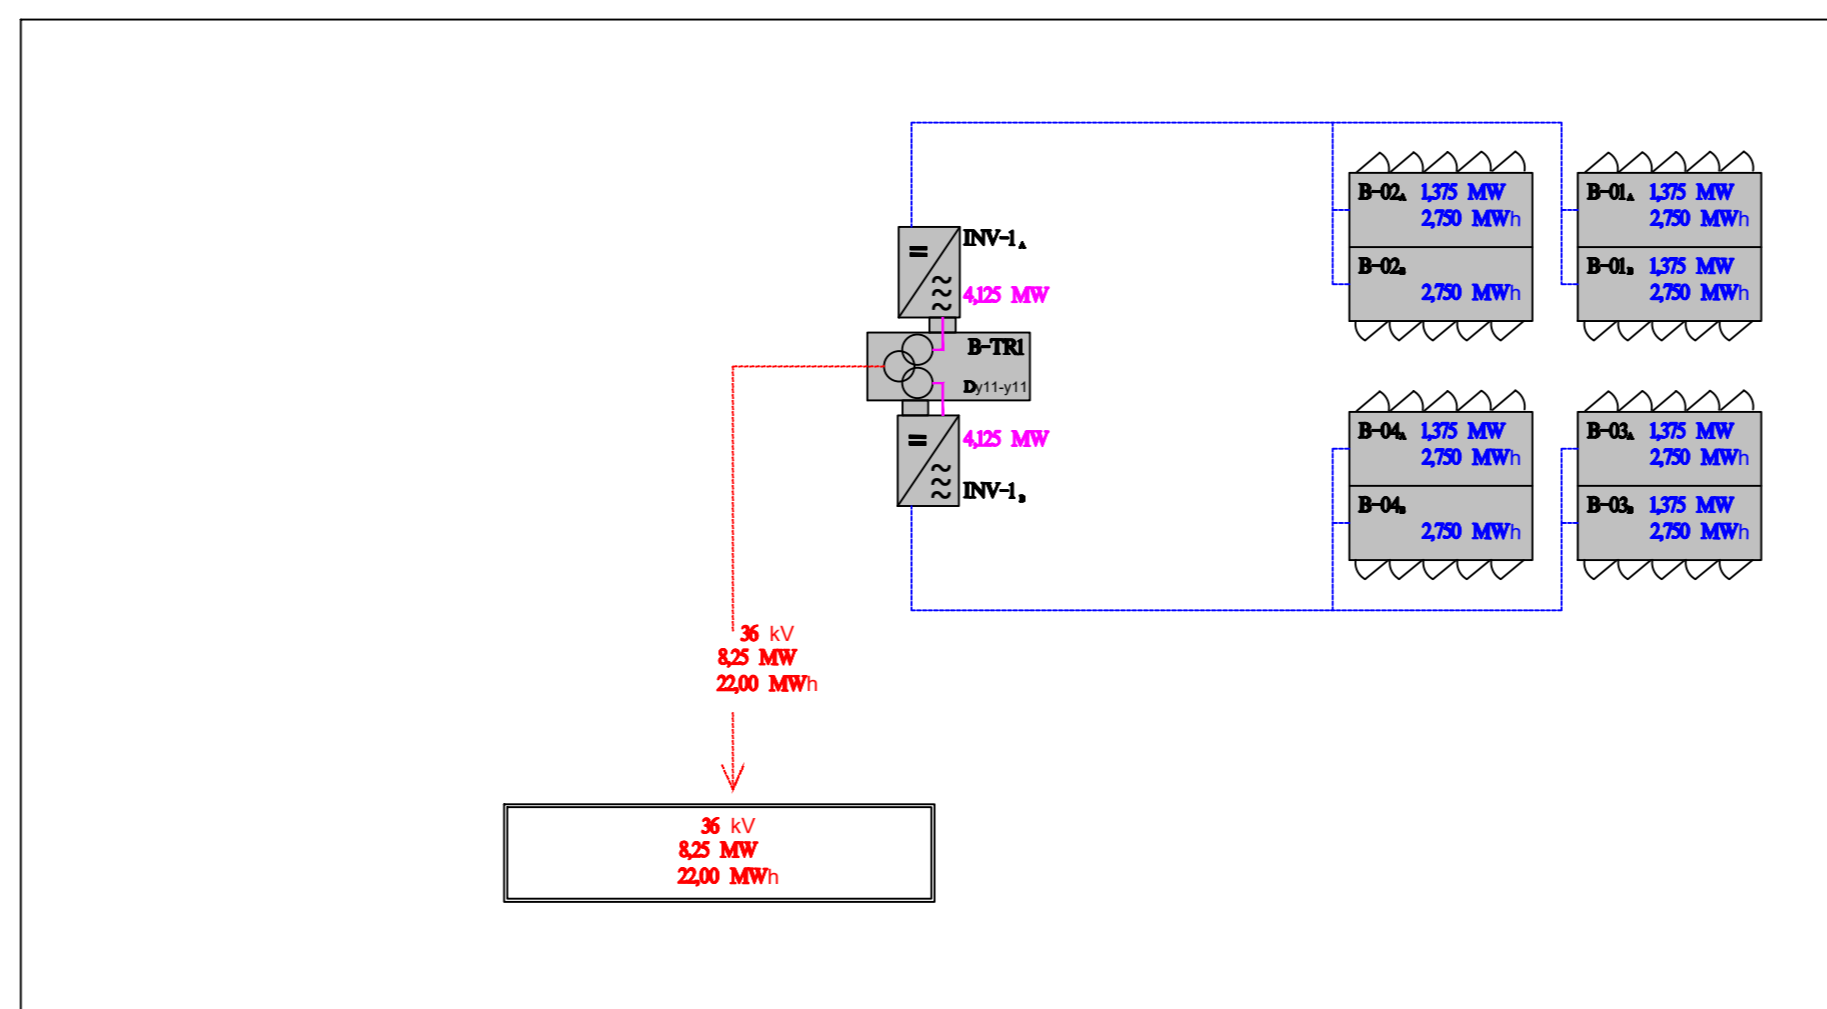 B-02A 1,375 MW
2,750 MWh
B-02B
2,750 MWh
B-01A 1,375 MW
2,750 MWh
B-01B 1,375 MW
2,750 MWh
INV-1A
4,125 MW
B-TR1
Dy11-y11
4,125 MW
INV-1B
B-04A 1,375 MW
2,750 MWh
B-04B
2,750 MWh
B-03A 1,375 MW
2,750 MWh
B-03B 1,375 MW
2,750 MWh
36 kV
8,25 MW
22,00 MWh
36 kV
8,25 MW
22,00 MWh